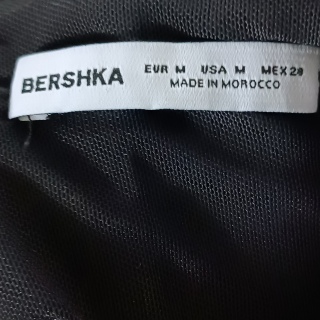 BERSHKA
EUR M USA M MEX 28
MADE IN MOROCCO